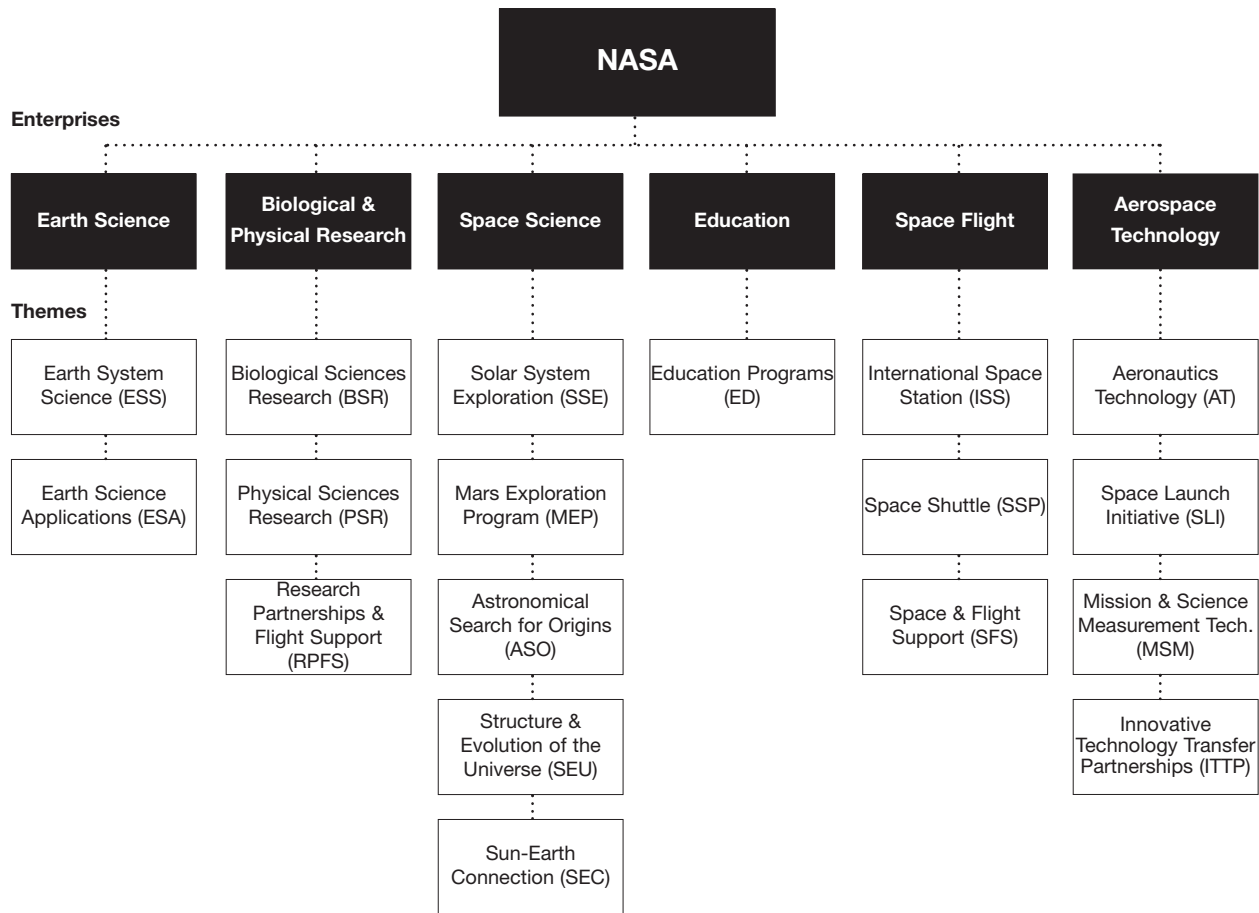 NASA
Enterprises
Earth Science
Biological &
Physical Research
Space Science
Education
Space Flight
Aerospace
Technology
Themes
Earth System
Science (ESS)
Earth Science
Applications (ESA)
Biological Sciences
Research (BSR)
Physical Sciences
Research (PSR)
Research
Partnerships &
Flight Support
(RPFS)
Solar System
Exploration (SSE)
Mars Exploration
Program (MEP)
Astronomical
Search for Origins
(ASO)
Structure &
Evolution of the
Universe (SEU)
Sun-Earth
Connection (SEC)
Education Programs
(ED)
International Space
Station (ISS)
Space Shuttle (SSP)
Space & Flight
Support (SFS)
Aeronautics
Technology (AT)
Space Launch
Initiative (SLI)
Mission & Science
Measurement Tech.
(MSM)
Innovative
Technology Transfer
Partnerships (ITTP)